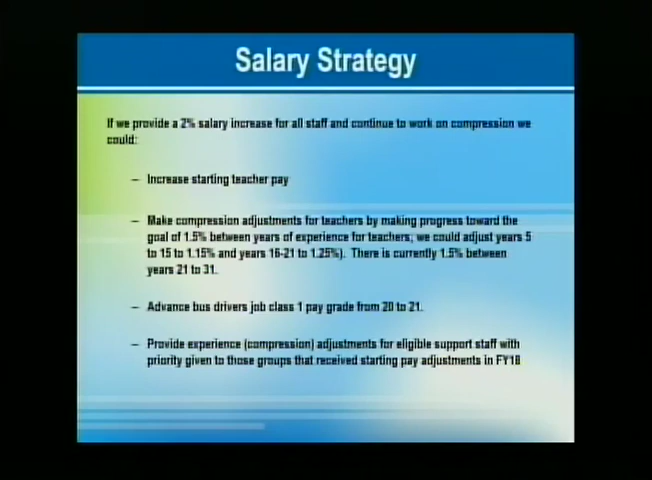 Salary Strategy
If we provide a 2% salary increase for all staff and continue to work on compression we
could:
– Increase starting teacher pay
– Make compression adjustments for teachers by making progress toward the
goal of 1.5% between years of experience for teachers; we could adjust years 5
to 15 to 1.15% and years 16-21 to 1.25%). There is currently 1.5% between
years 21 to 31.
– Advance bus drivers job class 1 pay grade from 20 to 21.
– Provide experience (compression) adjustments for eligible support staff with
priority given to those groups that received starting pay adjustments in FY18